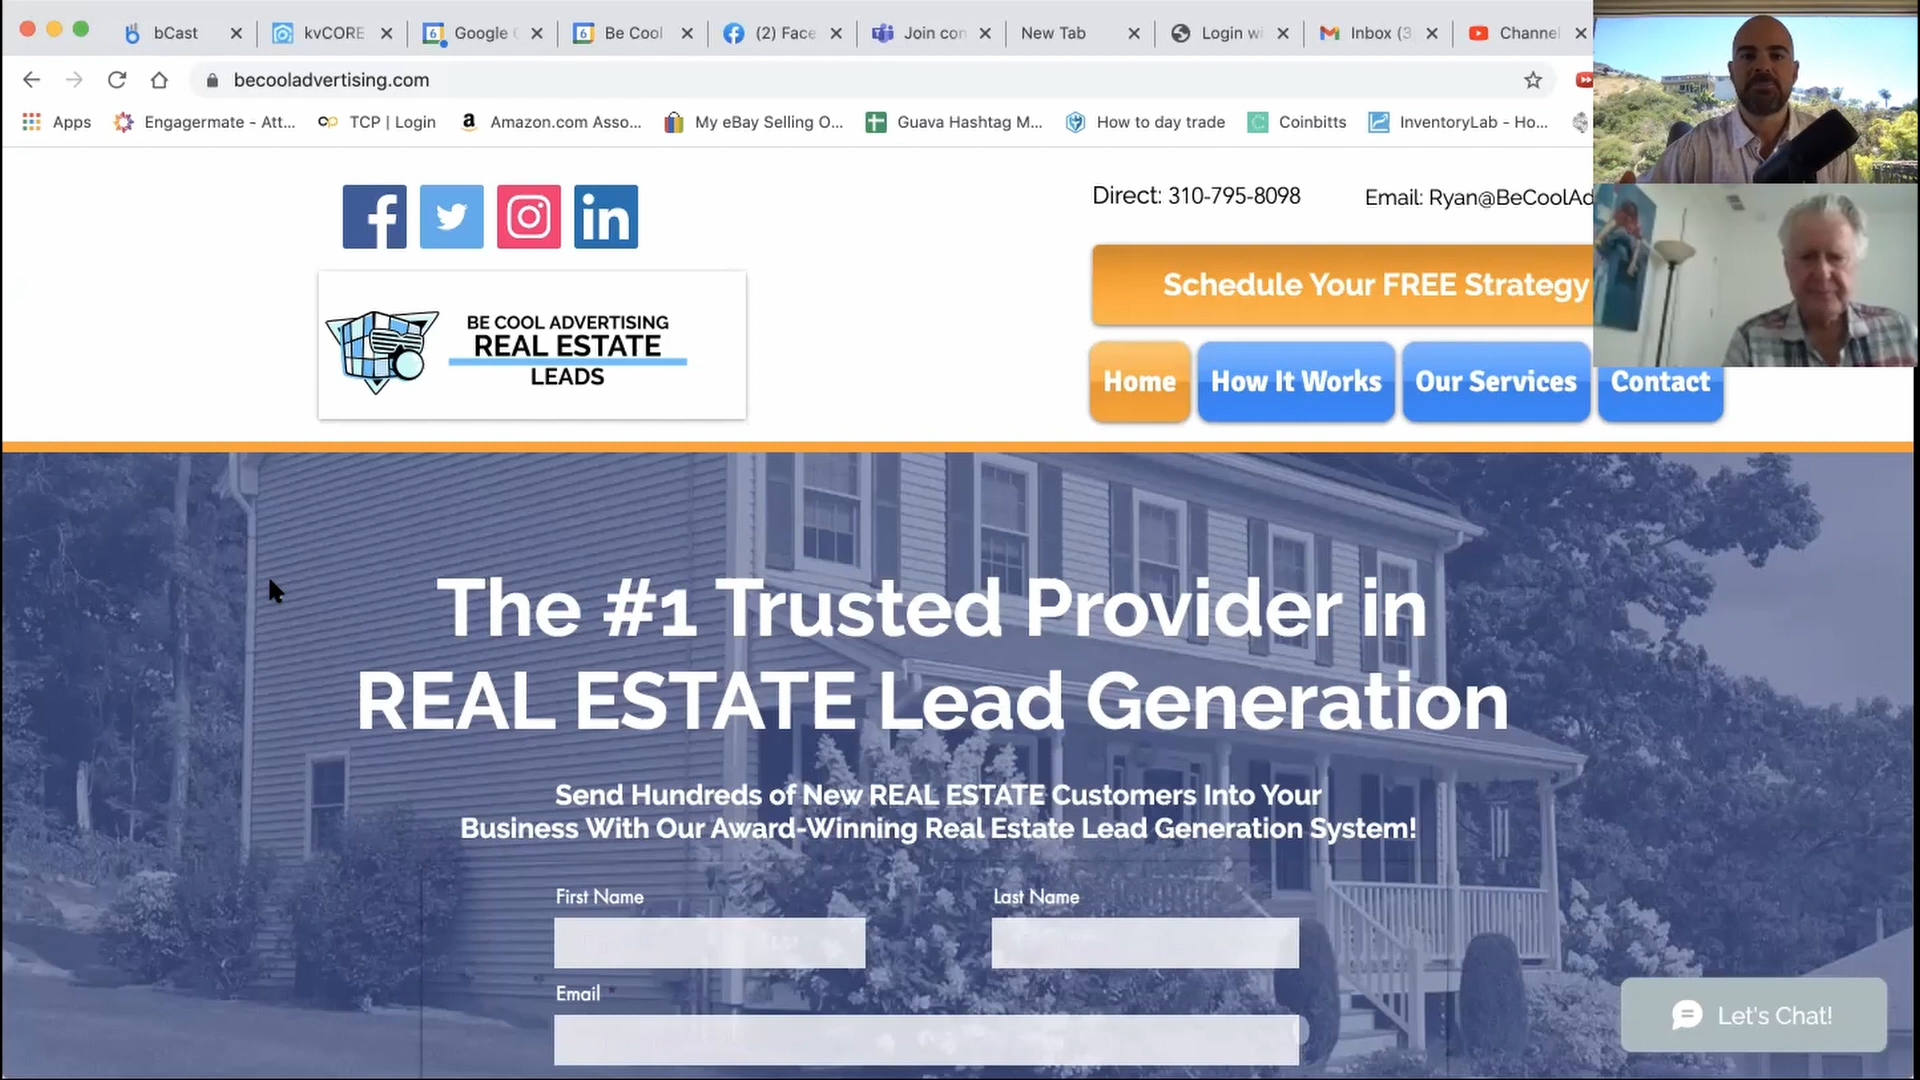 bCast
kvCORE
Google
Be Cool
(2) Face
Join con
New Tab
Login wi
Inbox (3
Channel
becooladvertising.com
Apps
Engagermate - Att...
TCP | Login
Amazon.com Asso...
My eBay Selling O...
Guava Hashtag M...
How to day trade
Coinbitts
InventoryLab - Ho...
Direct: 310-795-8098
Email: Ryan@BeCoolAd
Schedule Your FREE Strategy
BE COOL ADVERTISING
REAL ESTATE
LEADS
Home
How It Works
Our Services
Contact
The #1 Trusted Provider in
REAL ESTATE Lead Generation
Send Hundreds of New REAL ESTATE Customers Into Your
Business With Our Award-Winning Real Estate Lead Generation System!
First Name
Last Name
Email
Let's Chat!